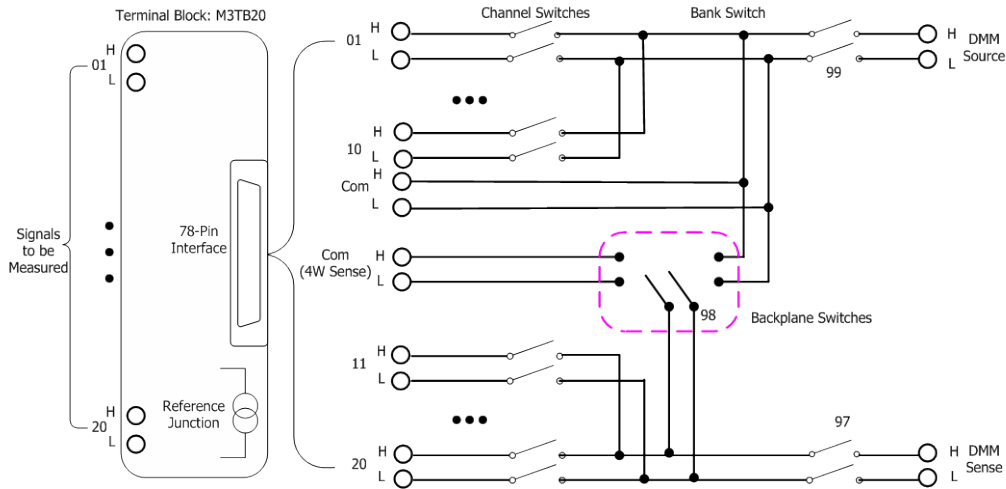 Terminal Block: M3TB20
Channel Switches
Bank Switch
H
01
L
Signals
to be
Measured
78-Pin
Interface
Reference
Junction
H
20
L
01
H
L
10
H
L
Com
H
L
Com
(4W Sense)
H
L
11
H
L
20
H
L
99
H
L
DMM
Source
98
Backplane Switches
97
H
L
DMM
Sense